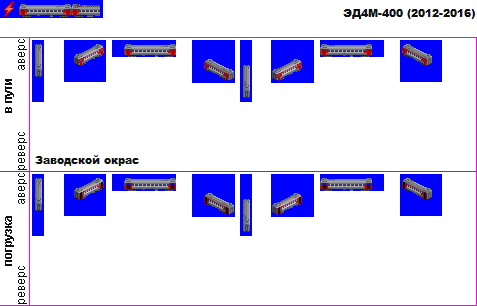 ЭД4М-400 (2012-2016)
в пути
аверс
реверс
Заводской окрас
погрузка
аверс
реверс